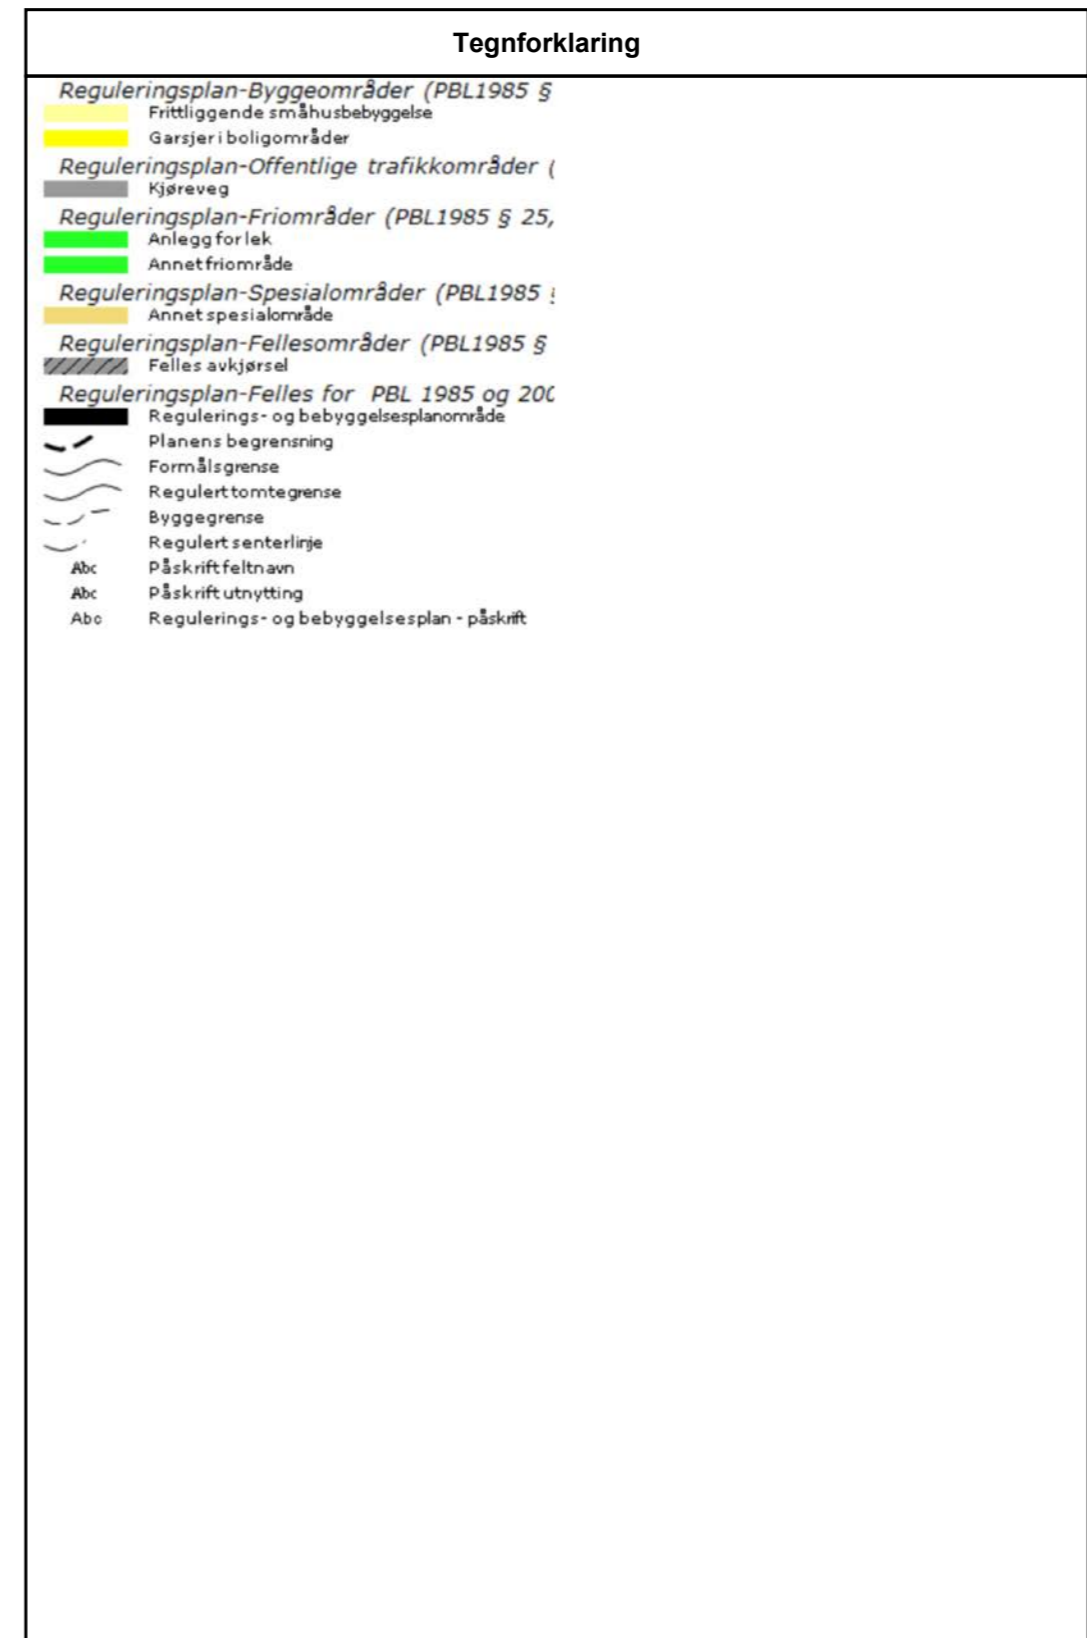 Tegnforklaring
Reguleringsplan-Byggeområder (PBL1985 §
Frittliggende småhusbebyggelse
Garsjer i boligområder
Reguleringsplan-Offentlige trafikkområder (
Kjøreveg
Reguleringsplan-Friområder (PBL1985 § 25,
Anlegg for lek
Annet friområde
Reguleringsplan-Spesialområder (PBL1985 §
Annet spesialområde
Reguleringsplan-Fellesområder (PBL1985 §
Felles avkjørsel
Reguleringsplan-Felles for PBL 1985 og 200
Regulerings- og bebyggelsesplanområde
Planens begrensning
Formålsgrense
Regulert tomtegrense
Byggegrense
Regulert senterlinje
Abc Påskrift feltnavn
Abc Påskrift utnytting
Abc Regulerings- og bebyggelsesplan - påskrift